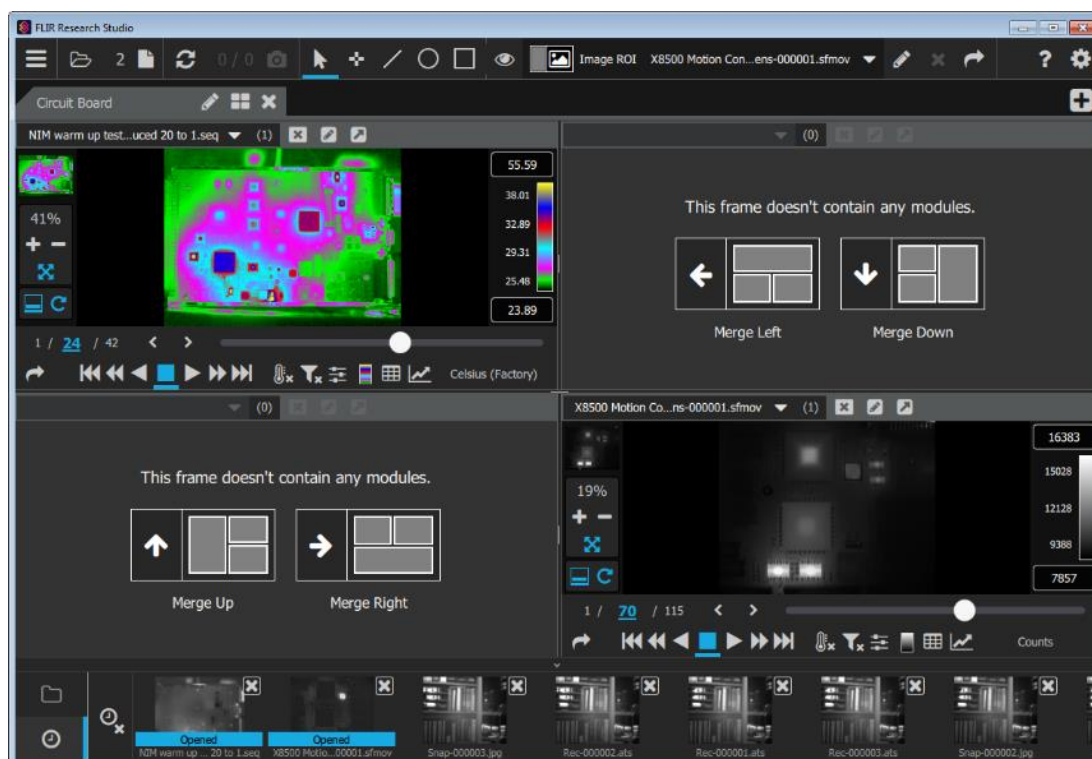 FLIR Research Studio
2 0 / 0 Image ROI X8500 Motion Con...ens-000001.sfmov ?
Circuit Board
NIM warm up test...uced 20 to 1.seq (1)
(0)
41%
55.59
38.01
32.89
29.31
25.48
23.89
1 / 24 / 42
Celsius (Factory)
This frame doesn't contain any modules.
Merge Left Merge Down
(0)
This frame doesn't contain any modules.
Merge Up Merge Right
X8500 Motion Co...ns-000001.sfmov (1)
19%
16383
15028
12128
9388
7857
1 / 70 / 115
Counts
Opened
NIM warm up ... 20 to 1.seq
Opened
X8500 Motio...00001.sfmov
Snap-000003.jpg
Rec-000002.ats
Rec-000001.ats
Rec-000003.ats
Snap-000002.jpg